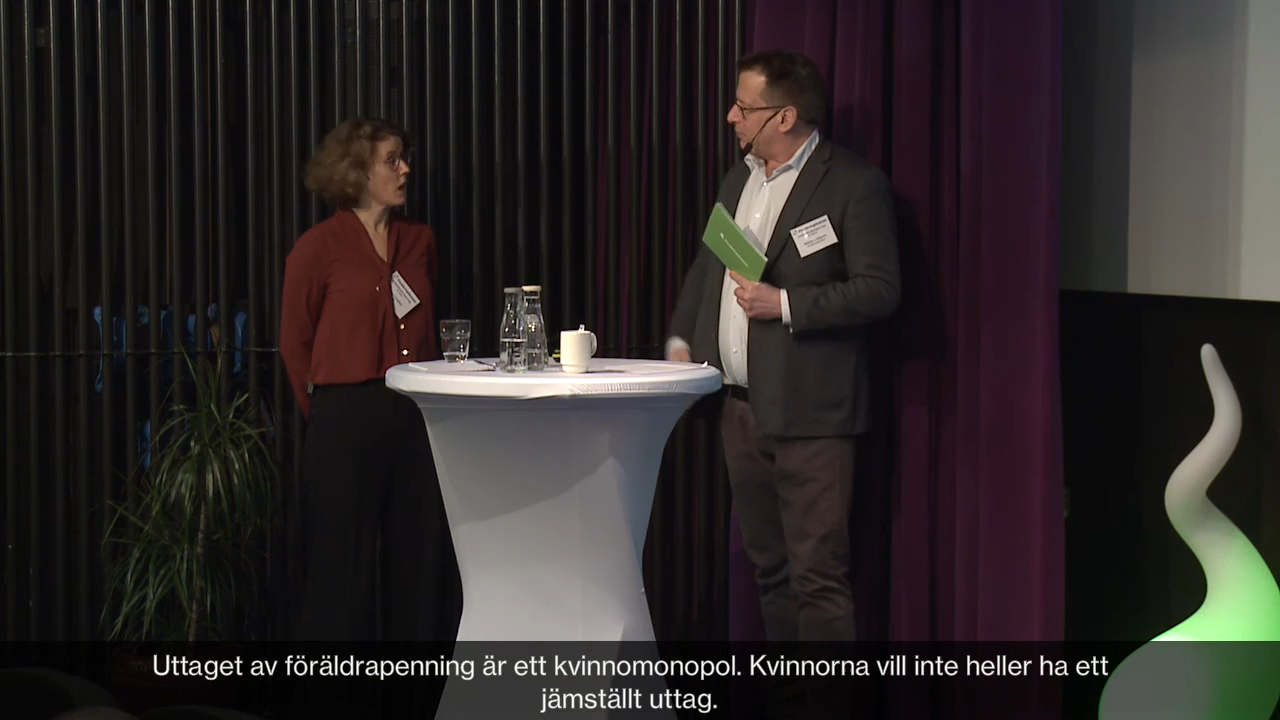 Uttaget av föräldrapenning är ett kvinnomonopol. Kvinnorna vill inte heller ha ett
jämställt uttag.